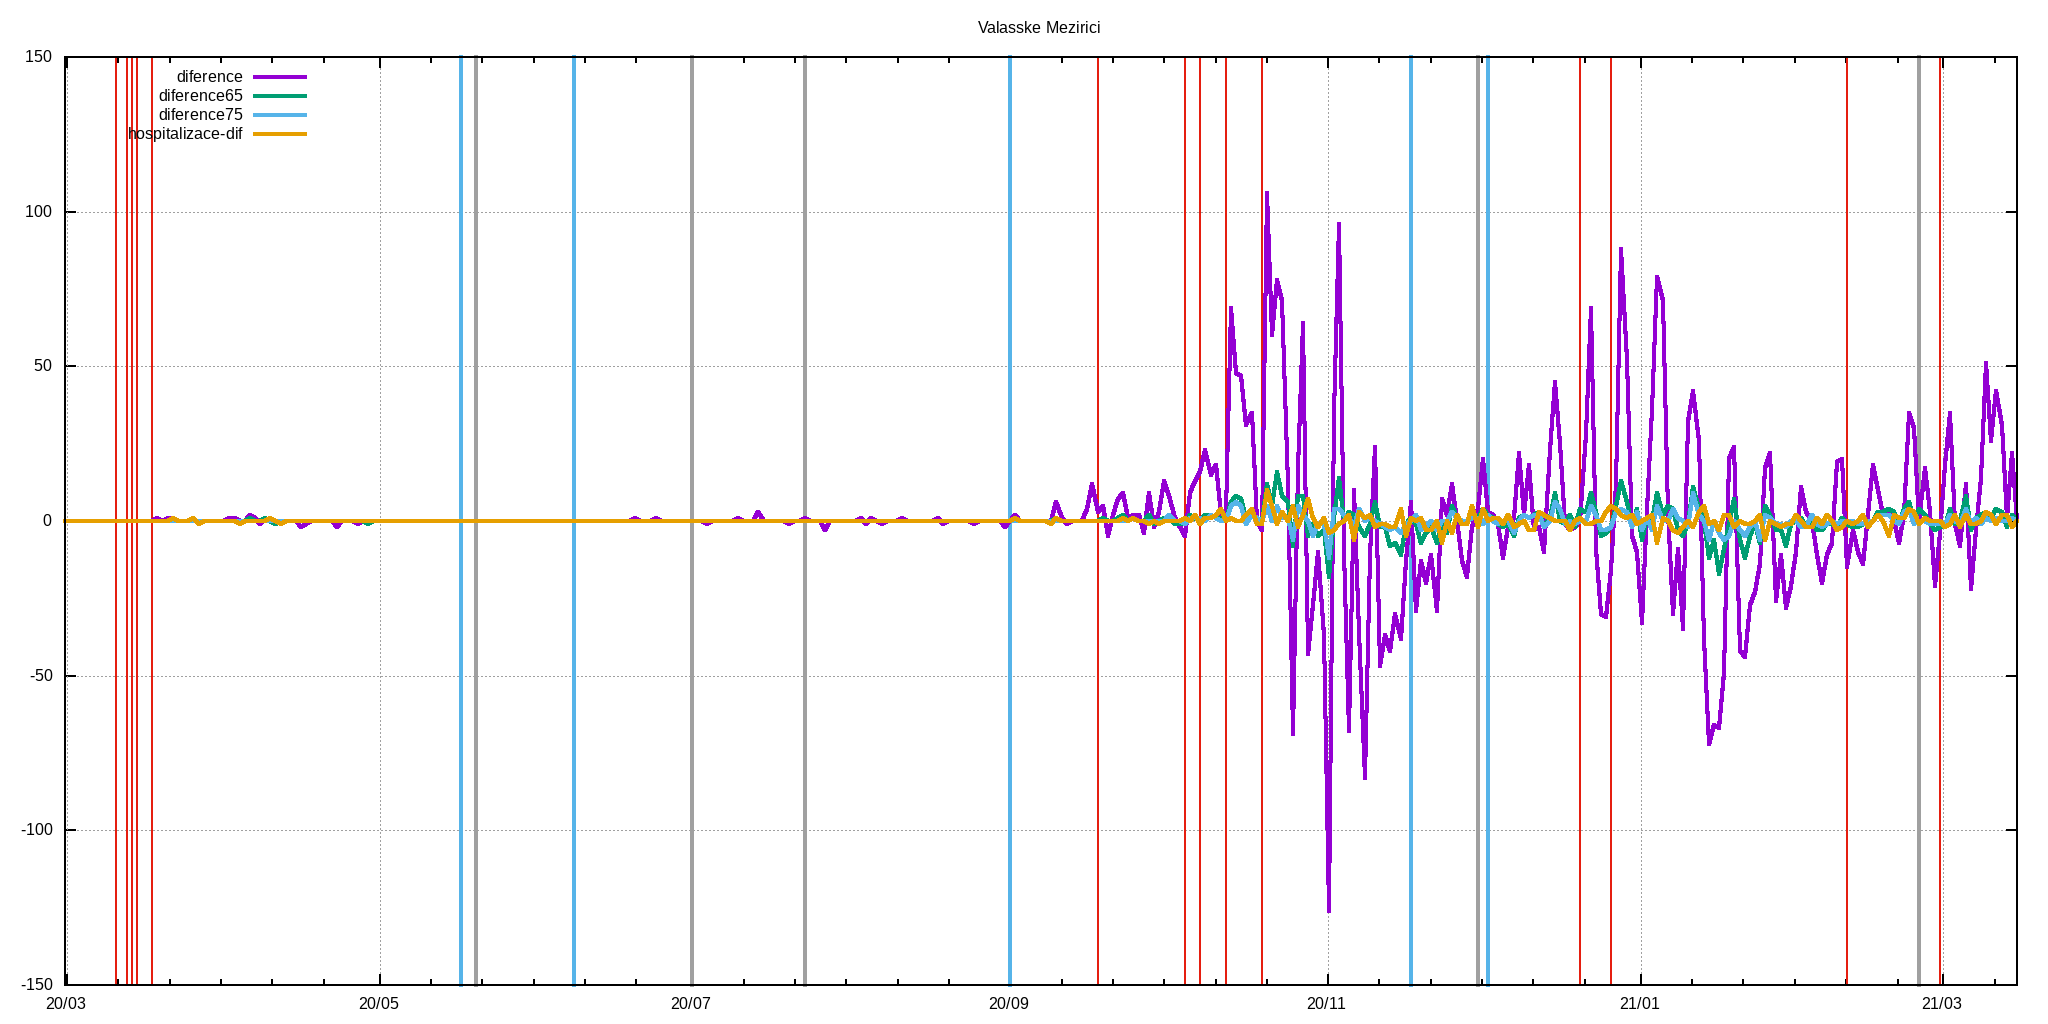 Valasske Mezirici
diference
diference65
diference75
hospitalizace-dif
150
100
50
0
-50
-100
-150
20/03 20/05 20/07 20/09 20/11 21/01 21/03